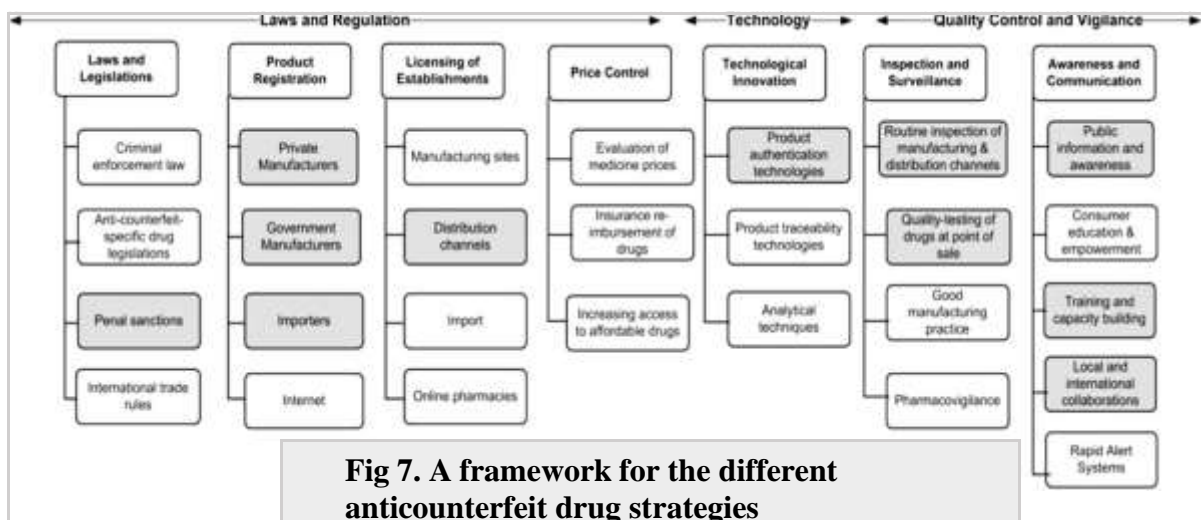 Laws and Regulation
Technology
Quality Control and Vigilance
Laws and
Legislations
Criminal
enforcement law
Anti-counterfeit-
specific drug
legislations
Penal sanctions
International trade
rules
Product
Registration
Private
Manufacturers
Government
Manufacturers
Importers
Internet
Licensing of
Establishments
Manufacturing sites
Distribution
channels
Import
Online pharmacies
Price Control
Evaluation of
medicine prices
Insurance re-
imbursement of
drugs
Increasing access
to affordable drugs
Technological
Innovation
Product
authentication
technologies
Product traceability
technologies
Analytical
techniques
Inspection and
Surveillance
Routine inspection of
manufacturing &
distribution channels
Quality-testing of
drugs at point of
sale
Good
manufacturing
practice
Pharmacovigilance
Awareness and
Communication
Public
information and
awareness
Consumer
education &
empowerment
Training and
capacity building
Local and
international
collaborations
Rapid Alert
Systems
Fig 7. A framework for the different
anticounterfeit drug strategies